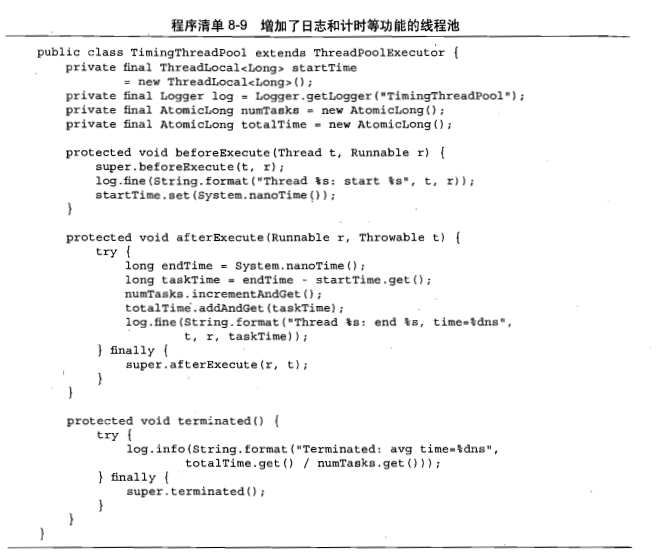 程序清单 8-9 增加了日志和计时等功能的线程池
public class TimingThreadPool extends ThreadPoolExecutor {
    private final ThreadLocal<Long> startTime
            = new ThreadLocal<Long>();
    private final Logger log = Logger.getLogger("TimingThreadPool");
    private final AtomicLong numTasks = new AtomicLong();
    private final AtomicLong totalTime = new AtomicLong();

    protected void beforeExecute(Thread t, Runnable r) {
        super.beforeExecute(t, r);
        log.fine(String.format("Thread %s: start %s", t, r));
        startTime.set(System.nanoTime());
    }

    protected void afterExecute(Runnable r, Throwable t) {
        try {
            long endTime = System.nanoTime();
            long taskTime = endTime - startTime.get();
            numTasks.incrementAndGet();
            totalTime.addAndGet(taskTime);
            log.fine(String.format("Thread %s: end %s, time=%dns",
                    t, r, taskTime));
        } finally {
            super.afterExecute(r, t);
        }
    }

    protected void terminated() {
        try {
            log.info(String.format("Terminated: avg time=%dns",
                    totalTime.get() / numTasks.get()));
        } finally {
            super.terminated();
        }
    }
}